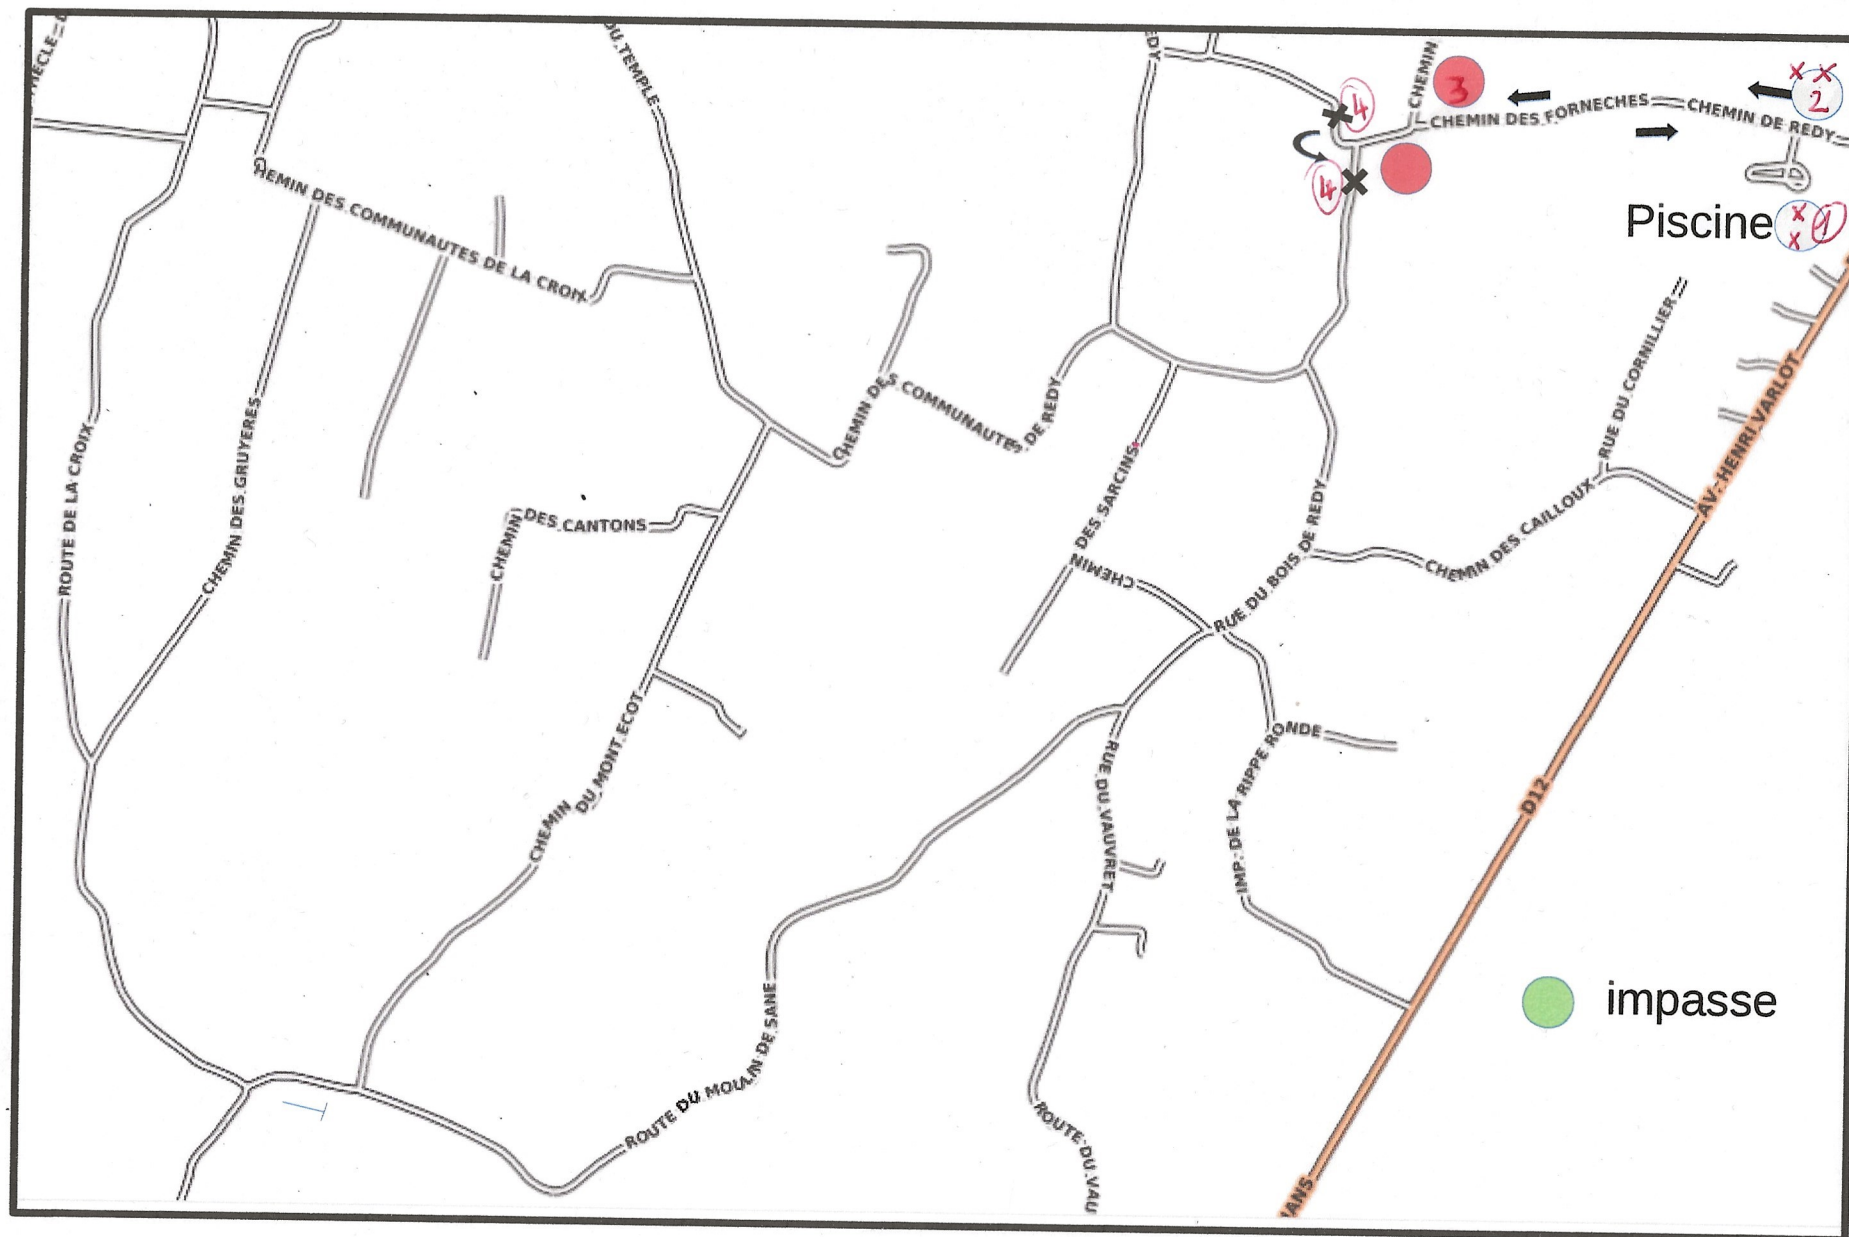 DU TEMPLE
CHEMIN
3
2
4
CHEMIN DES FORNECHES
CHEMIN DE REDY
4
Piscine
1
CHEMIN DES COMMUNAUTES DE LA CROIX
RUE DU CORNILLIER
AV. HENRI VARLOT
CHEMIN DES COMMUNAUTES DE REDY
ROUTE DE LA CROIX
CHEMIN DES GRUYERES
CHEMIN DES CANTONS
CHEMIN DES SARCINS
RUE DU BOIS DE REDY
CHEMIN DES CAILLOUX
CHEMIN DU MONT ECOT
RUE DU VAUVRET
IMP. DE LA RIPPE RONDE
D12
impasse
ROUTE DU MOULIN DE SANE
ROUTE DU VAU